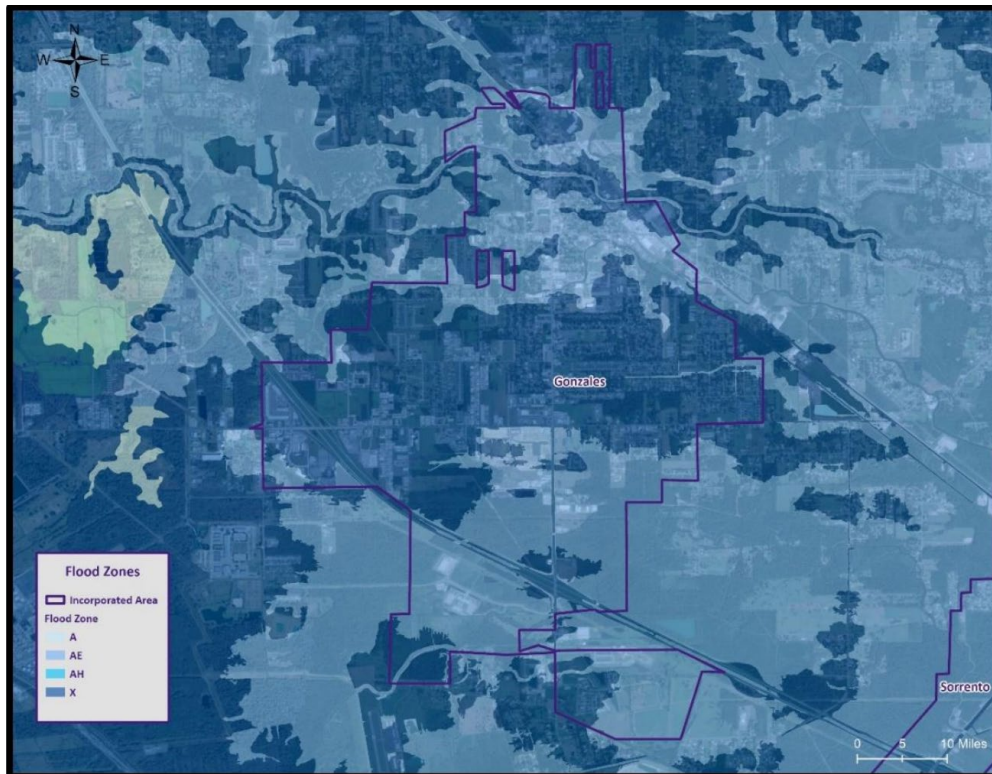 N
W E
S
Gonzales
Flood Zones
Incorporated Area
Flood Zone
A
AE
AH
X
Sorrento
0 5 10 Miles